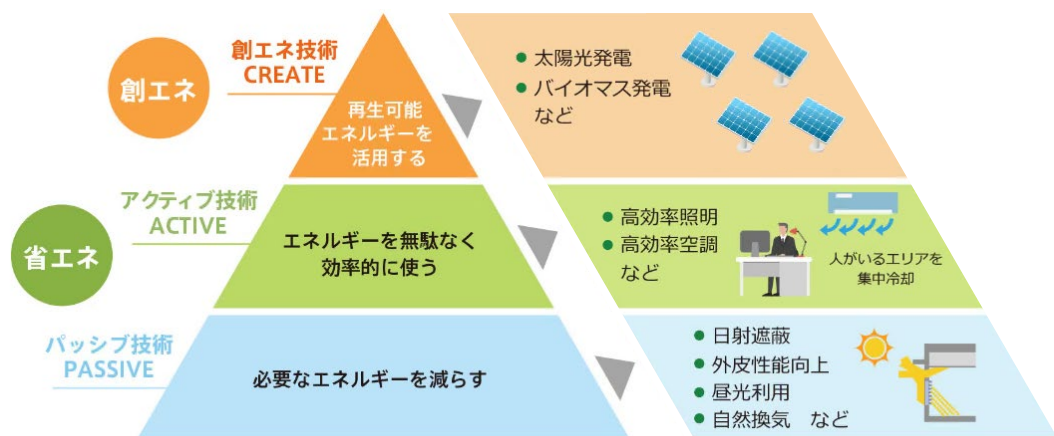 創エネ
創エネ技術
CREATE
再生可能
エネルギーを
活用する
● 太陽光発電
● バイオマス発電
など
省エネ
アクティブ技術
ACTIVE
エネルギーを無駄なく
効率的に使う
● 高効率照明
● 高効率空調
など
人がいるエリアを
集中冷却
パッシブ技術
PASSIVE
必要なエネルギーを減らす
● 日射遮蔽
● 外皮性能向上
● 昼光利用
● 自然換気 など